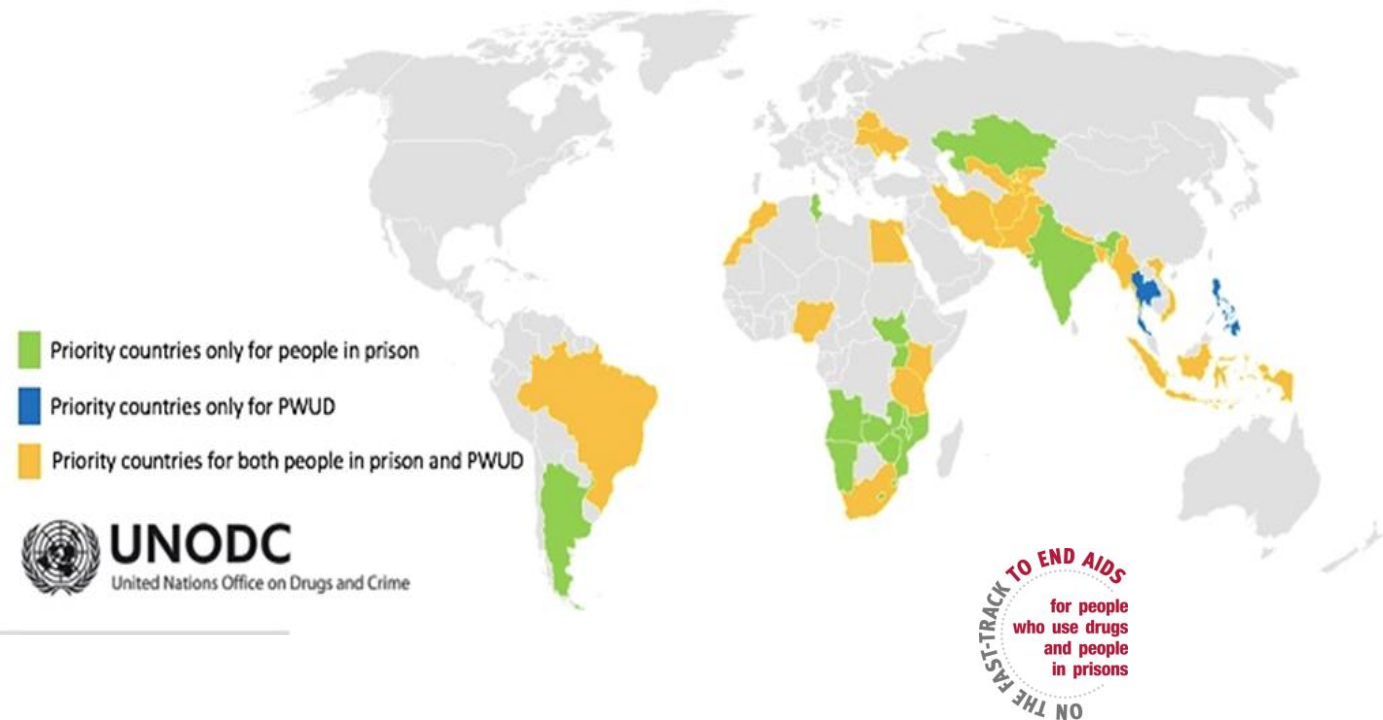 Priority countries only for people in prison
Priority countries only for PWUD
Priority countries for both people in prison and PWUD
UNODC
United Nations Office on Drugs and Crime
ON THE FAST-TRACK TO END AIDS
for people
who use drugs
and people
in prisons